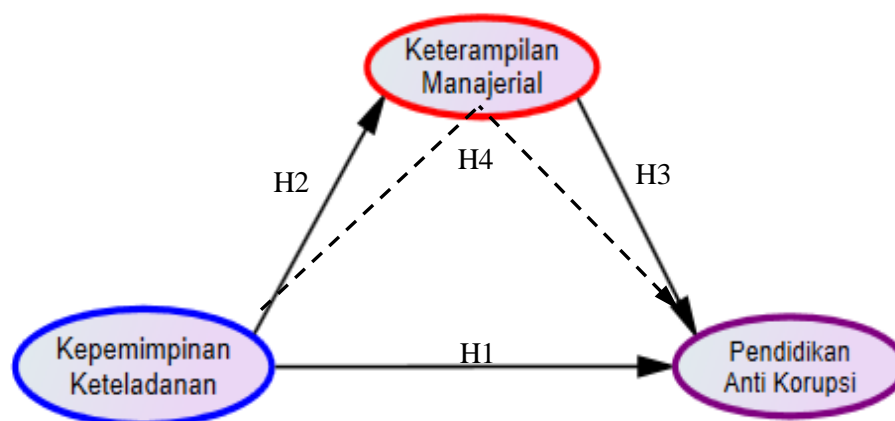 Keterampilan
Manajerial
H4
H2
H3
Kepemimpinan
Keteladanan
H1
Pendidikan
Anti Korupsi